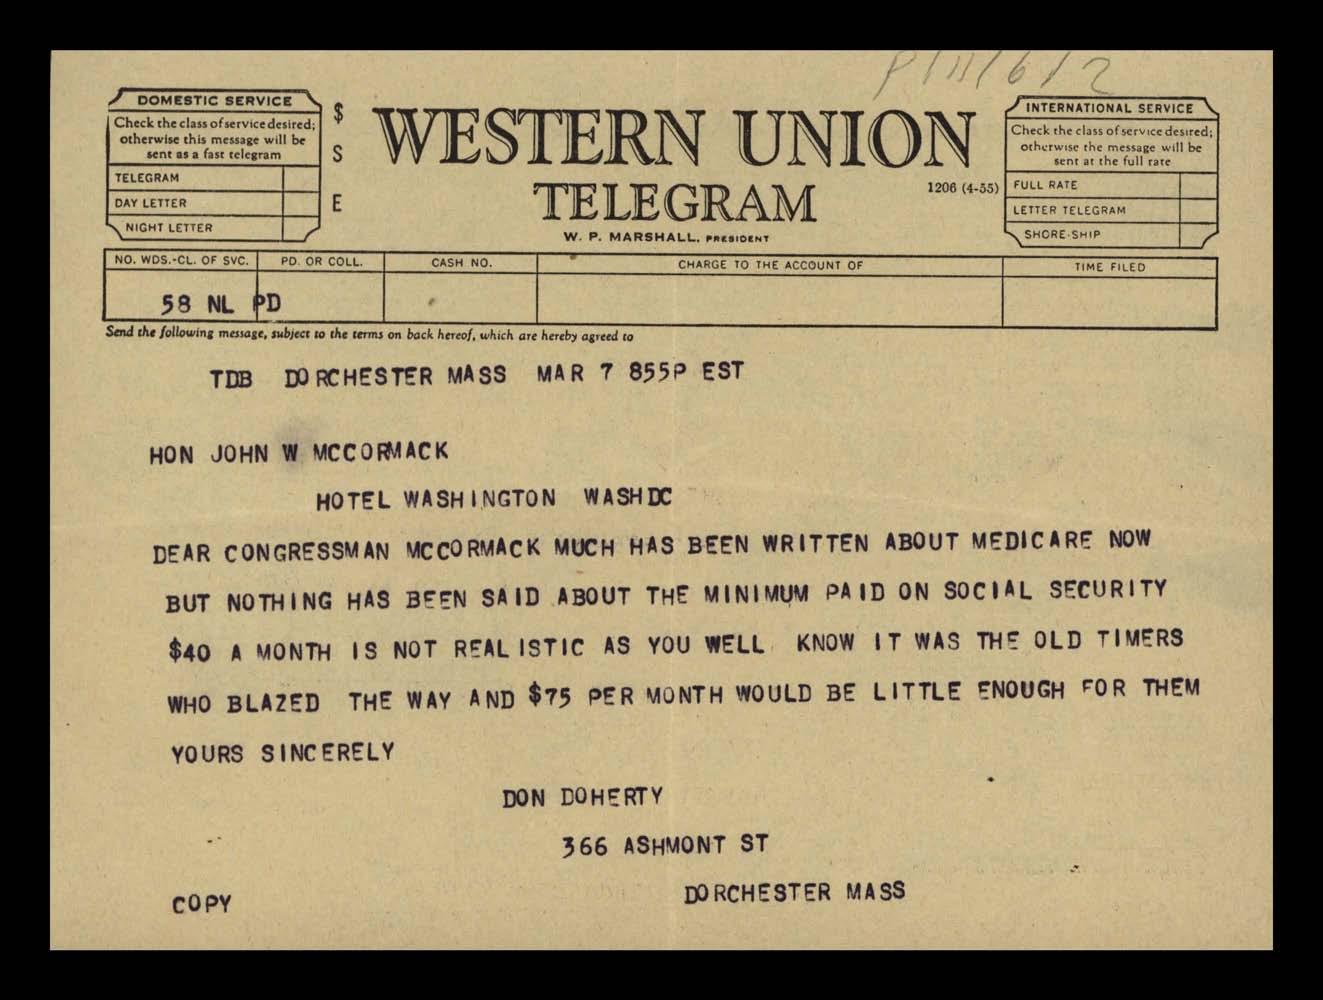 P/11/6/2
DOMESTIC SERVICE
Check the class of service desired;
otherwise this message will be
sent as a fast telegram
TELEGRAM
DAY LETTER
NIGHT LETTER
$
S
E
WESTERN UNION
TELEGRAM
1206 (4-55)
W. P. MARSHALL, PRESIDENT
INTERNATIONAL SERVICE
Check the class of service desired;
otherwise the message will be
sent at the full rate
FULL RATE
LETTER TELEGRAM
SHORE-SHIP
NO. WDS.-CL. OF SVC. PD. OR COLL. CASH NO. CHARGE TO THE ACCOUNT OF TIME FILED
58 NL PD
Send the following message, subject to the terms on back hereof, which are hereby agreed to
TDB DORCHESTER MASS MAR 7 855P EST
HON JOHN W MCCORMACK
HOTEL WASHINGTON WASHDC
DEAR CONGRESSMAN MCCORMACK MUCH HAS BEEN WRITTEN ABOUT MEDICARE NOW
BUT NOTHING HAS BEEN SAID ABOUT THE MINIMUM PAID ON SOCIAL SECURITY
$40 A MONTH IS NOT REALISTIC AS YOU WELL KNOW IT WAS THE OLD TIMERS
WHO BLAZED THE WAY AND $75 PER MONTH WOULD BE LITTLE ENOUGH FOR THEM
YOURS SINCERELY
DON DOHERTY
366 ASHMONT ST
DORCHESTER MASS
COPY